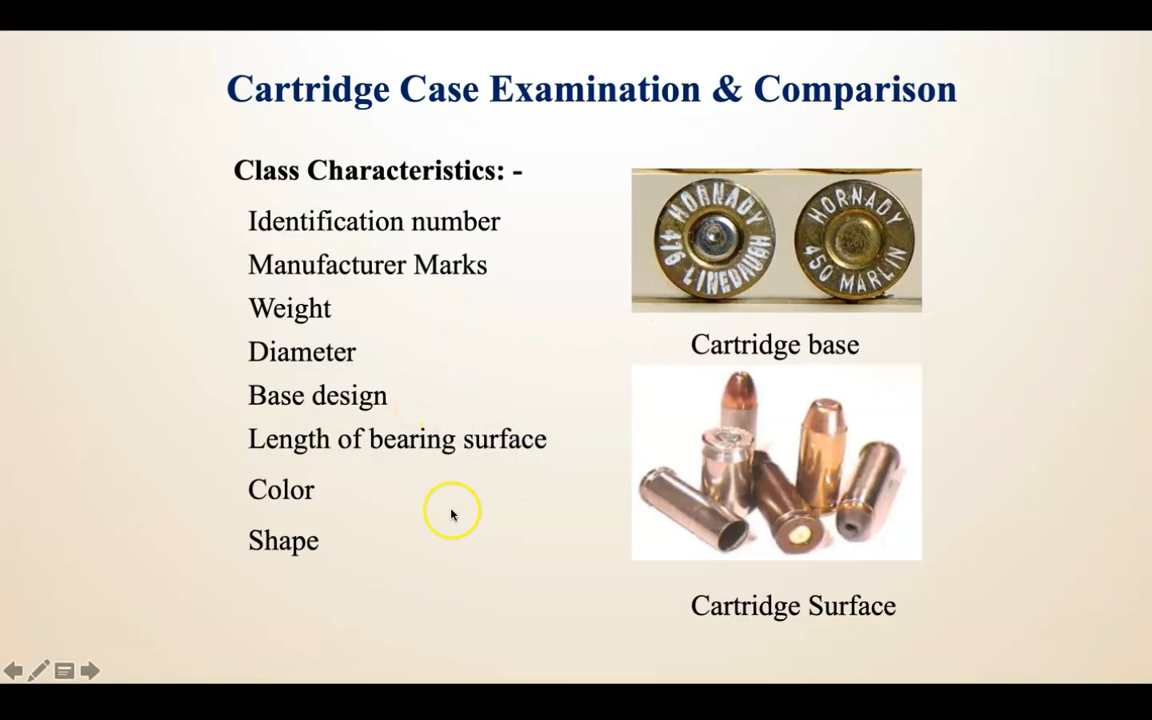 Cartridge Case Examination & Comparison
Class Characteristics: -
Identification number
Manufacturer Marks
Weight
Diameter
Base design
Length of bearing surface
Color
Shape
HORNADY
476 LINEBAUGH
HORNADY
450 MARLIN
Cartridge base
Cartridge Surface